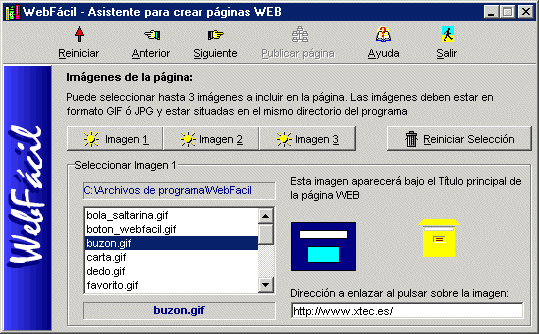 WebFácil - Asistente para crear páginas WEB
Reiniciar
Anterior
Siguiente
Publicar página
Ayuda
Salir
WebFácil
Imágenes de la página:
Puede seleccionar hasta 3 imágenes a incluir en la página. Las imágenes deben estar en
formato GIF ó JPG y estar situadas en el mismo directorio del programa
Imagen 1
Imagen 2
Imagen 3
Reiniciar Selección
Seleccionar Imagen 1
C:\Archivos de programa\WebFacil
bola_saltarina.gif
boton_webfacil.gif
buzon.gif
carta.gif
dedo.gif
favorito.gif
buzon.gif
Esta imagen aparecerá bajo el Título principal de
la página WEB
Dirección a enlazar al pulsar sobre la imagen:
http://www.xtec.es/